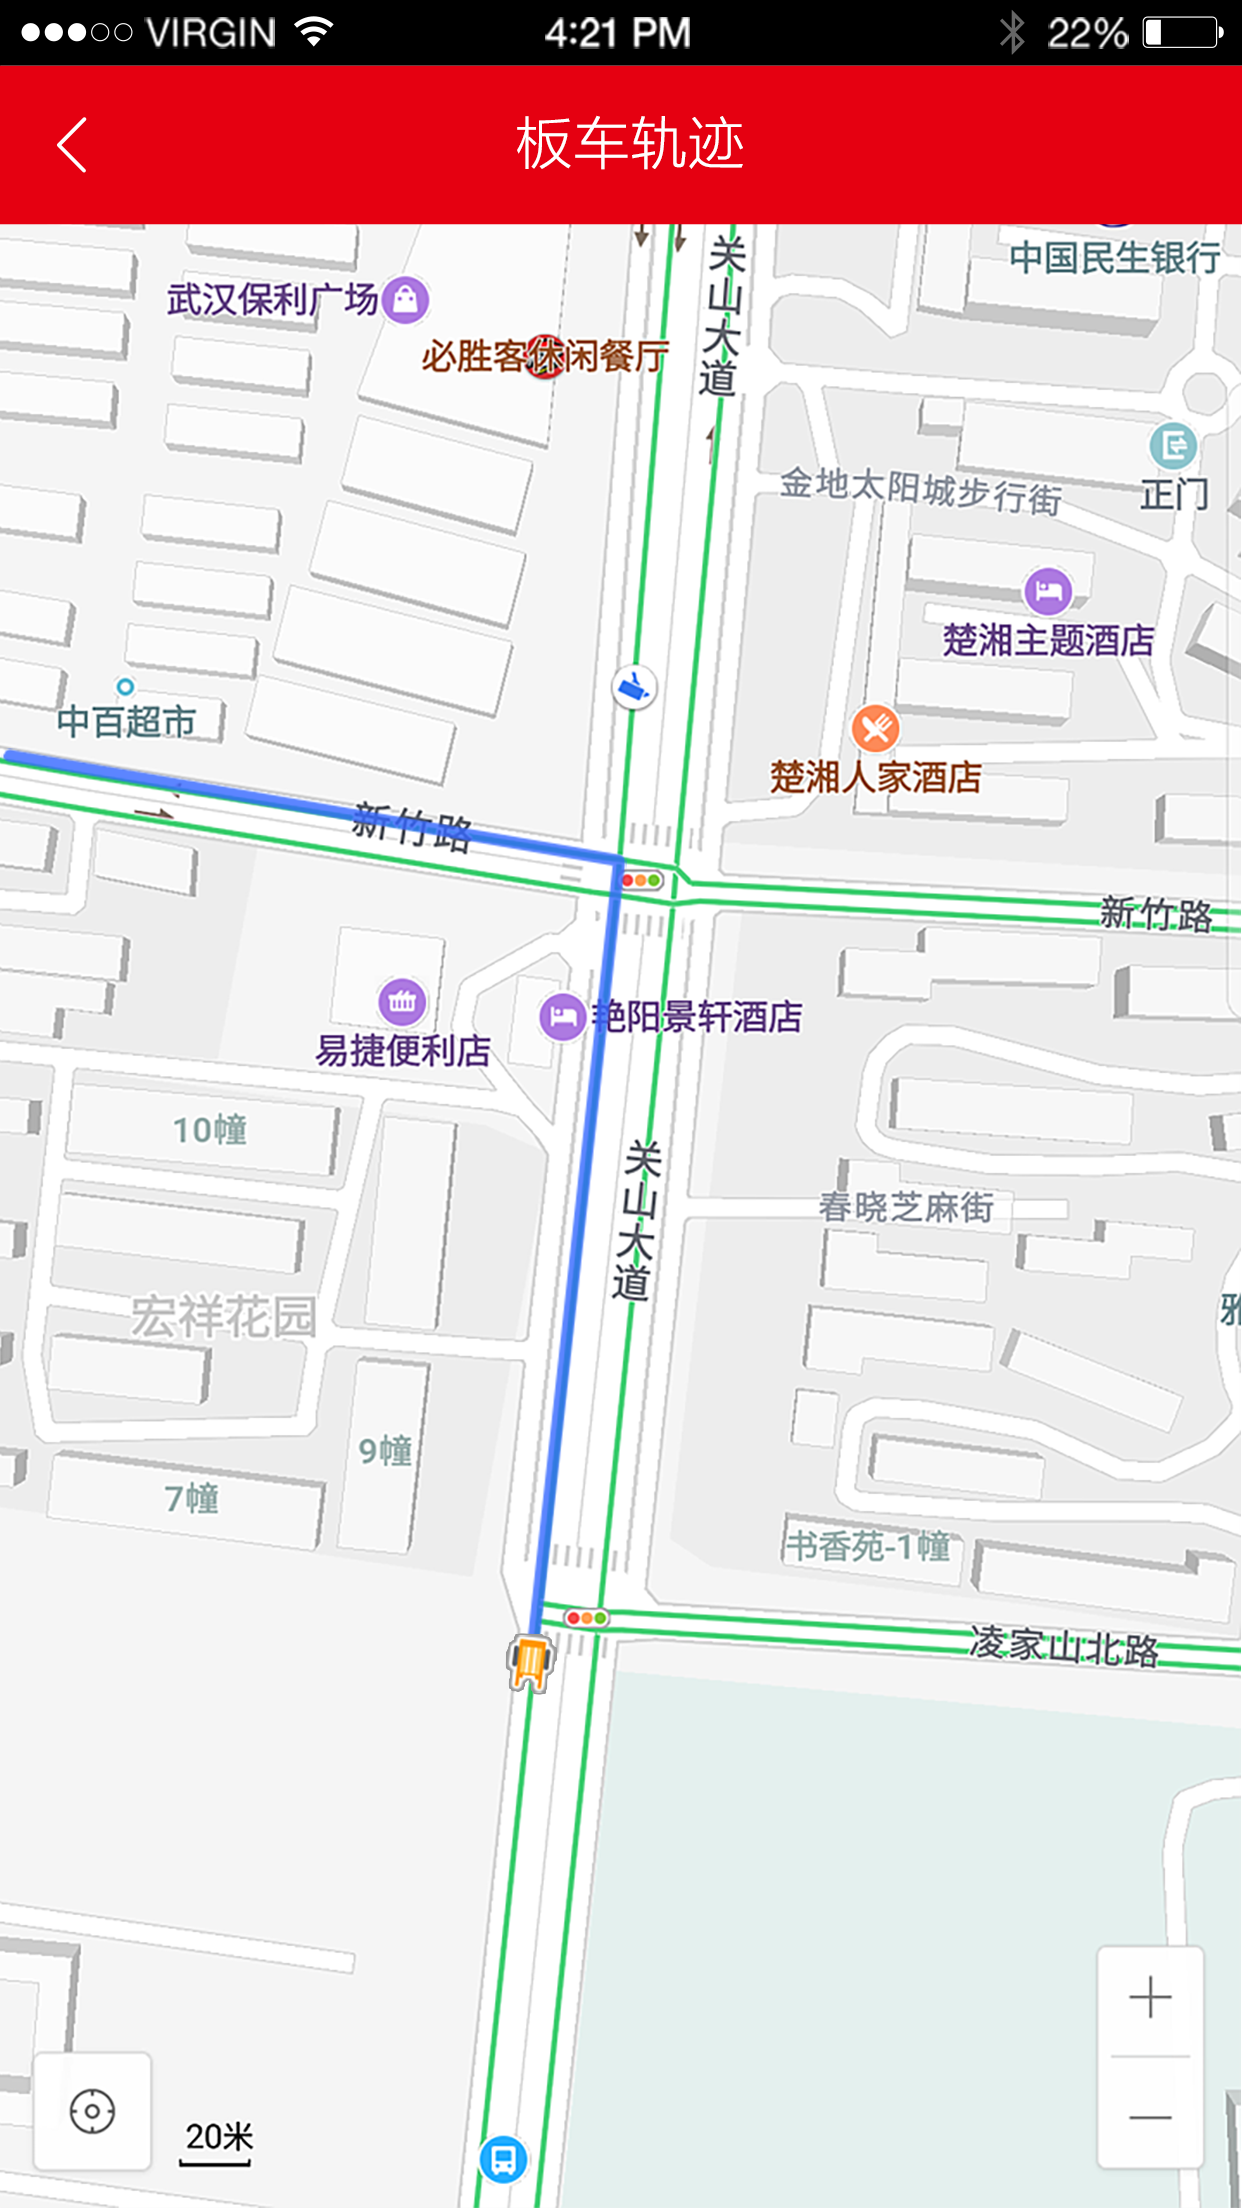 VIRGIN
4:21 PM
22%
板车轨迹
关山大道
中国民生银行
武汉保利广场
必胜客休闲餐厅
金地太阳城步行街
正门
楚湘主题酒店
中百超市
楚湘人家酒店
新竹路
新竹路
易捷便利店
艳阳景轩酒店
10幢
关山大道
春晓芝麻街
宏祥花园
雅
9幢
7幢
书香苑-1幢
凌家山北路
20米